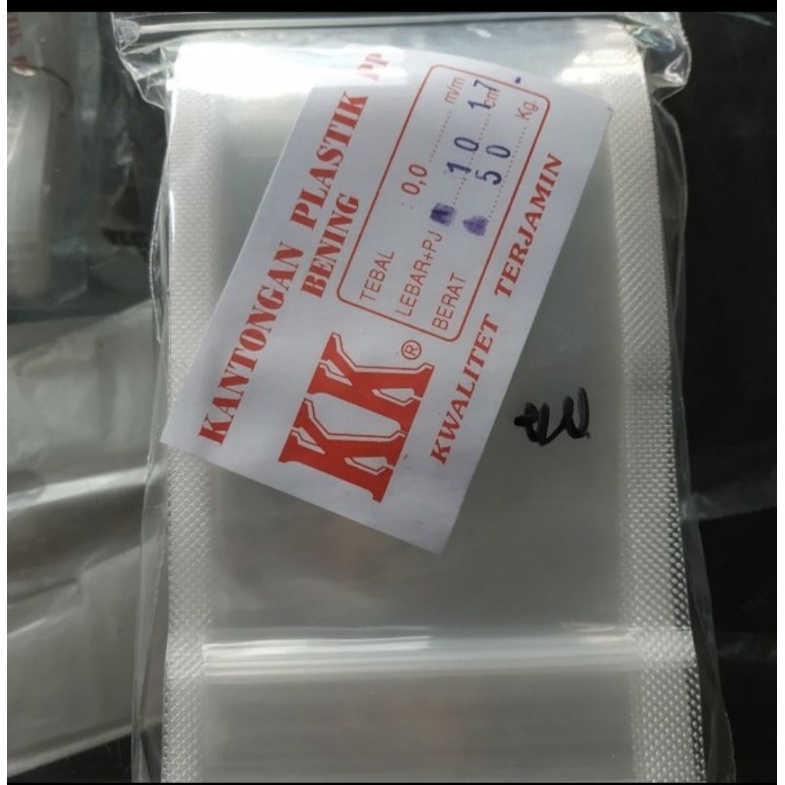 KANTONGAN PLASTIK PP
BENING
KK®
TEBAL : 0,0 ........ m/m
LEBAR+PJ 10 17 cm
BERAT 50 Kg.
KWALITET TERJAMIN